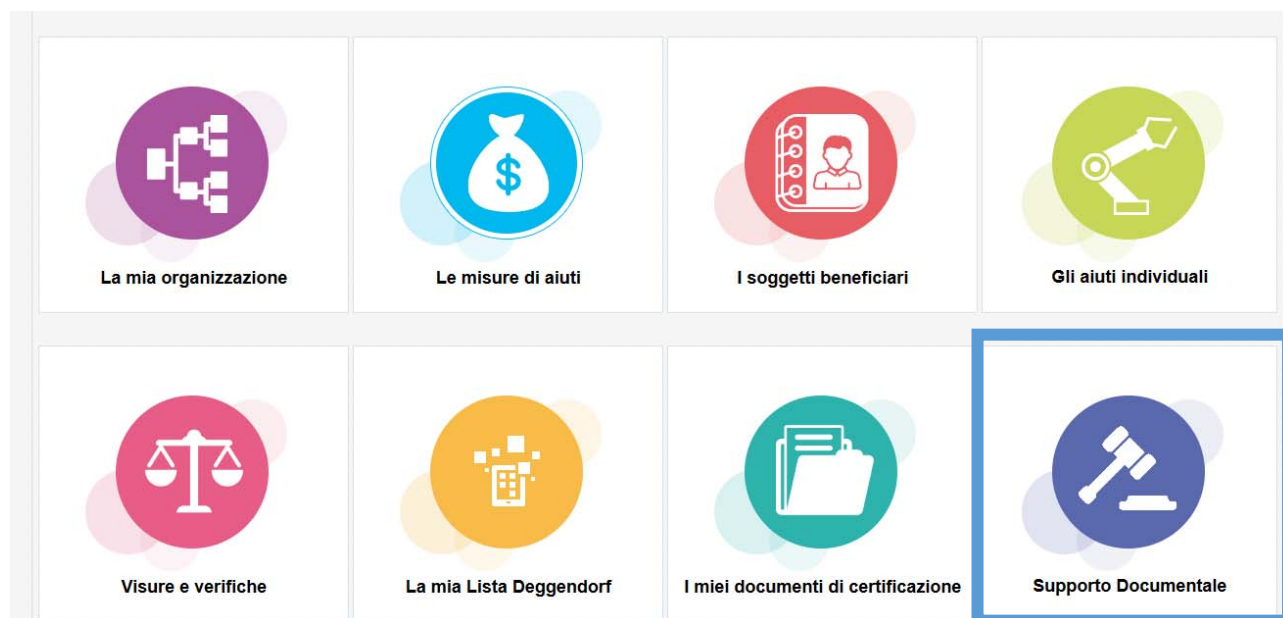 La mia organizzazione
Le misure di aiuti
I soggetti beneficiari
Gli aiuti individuali
Visure e verifiche
La mia Lista Deggendorf
I miei documenti di certificazione
Supporto Documentale